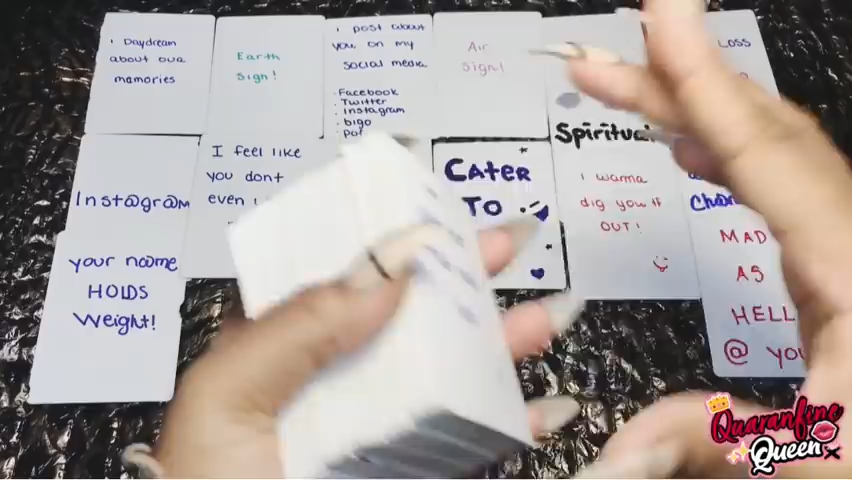 I Daydream
about our
memories
Earth
Sign!
I post about
you on my
social media
-Facebook
-Twitter
-Instagram
-bigo
Air
Sign!
LOSS
Inst@gr@m
I feel like
you dont
even
CATER
TO
Spiritual
I wanna
dig you IF
OUT!
your name
HOLDS
Weight!
MAD
AS
HELL
@ you
Quaranfine
Queen